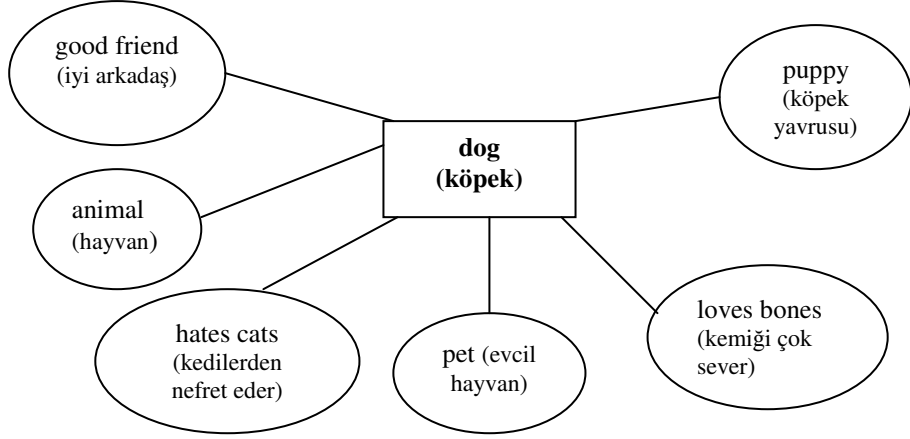 good friend
(iyi arkadaş)
puppy
(köpek
yavrusu)
dog
(köpek)
animal
(hayvan)
hates cats
(kedilerden
nefret eder)
pet (evcil
hayvan)
loves bones
(kemiği çok
sever)